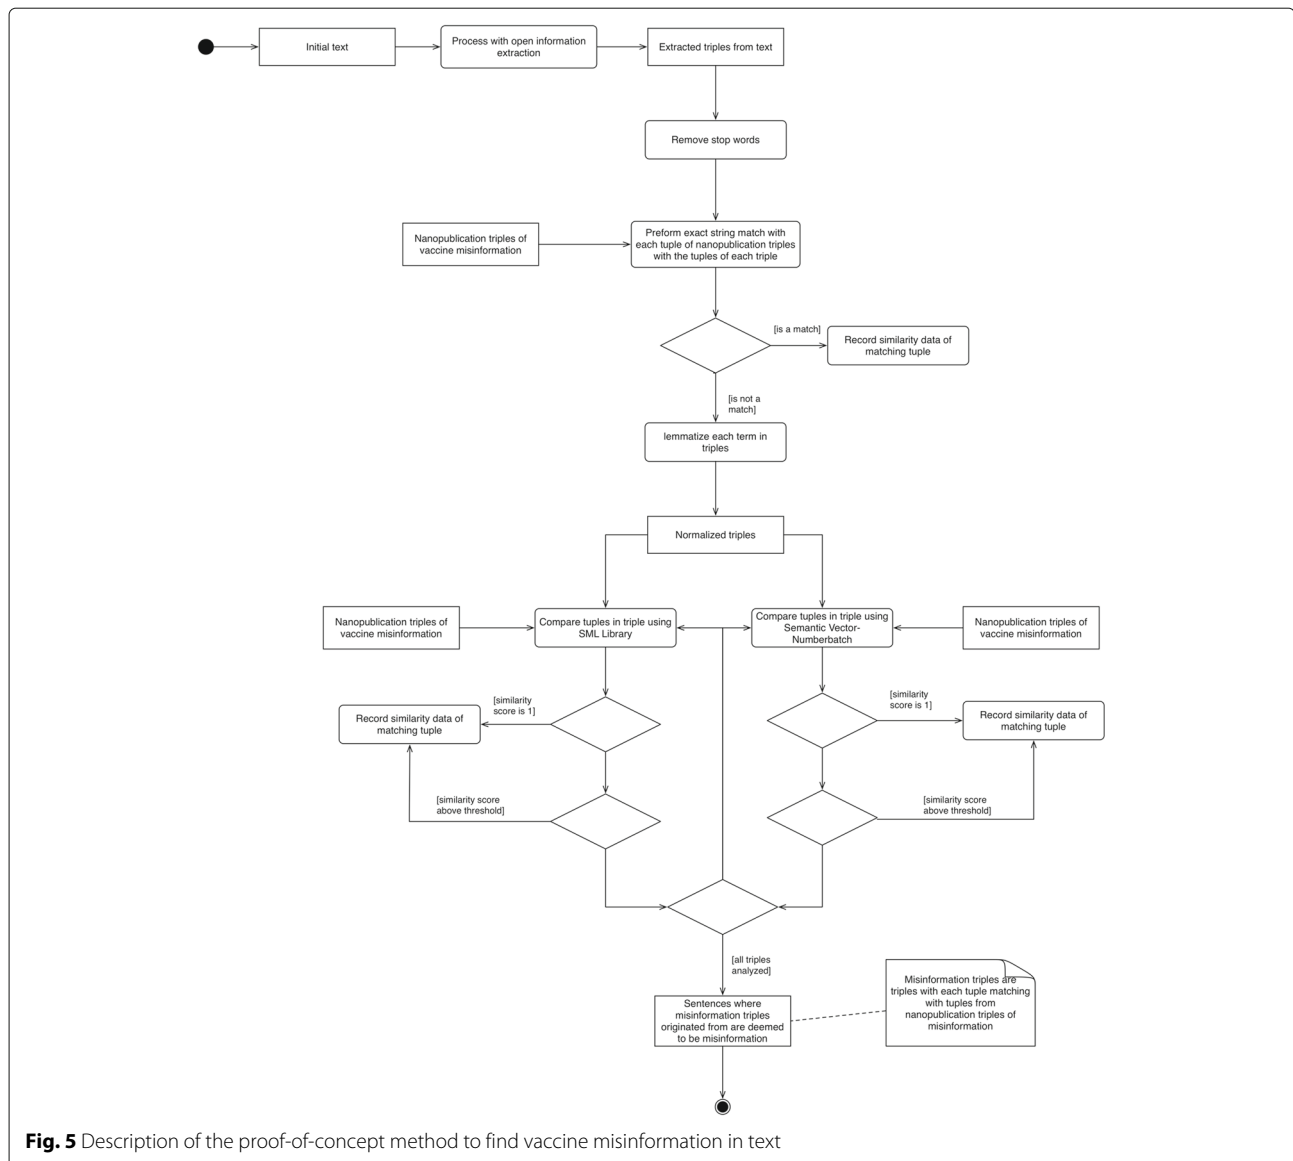 Initial text
Process with open information
extraction
Extracted triples from text
Remove stop words
Nanopublication triples of
vaccine misinformation
Preform exact string match with
each tuple of nanopublication triples
with the tuples of each triple
[is a match]
Record similarity data of
matching tuple
[is not a
match]
lemmatize each term in
triples
Normalized triples
Nanopublication triples of
vaccine misinformation
Compare tuples in triple using
SML Library
Compare tuples in triple using
Semantic Vector-
Numberbatch
Nanopublication triples of
vaccine misinformation
[similarity
score is 1]
Record similarity data of
matching tuple
[similarity
score is 1]
Record similarity data of
matching tuple
[similarity score
above threshold]
[similarity score
above threshold]
[all triples
analyzed]
Sentences where
misinformation triples
originated from are deemed
to be misinformation
Misinformation triples are
triples with each tuple matching
with tuples from
nanopublication triples of
misinformation
Fig. 5 Description of the proof-of-concept method to find vaccine misinformation in text